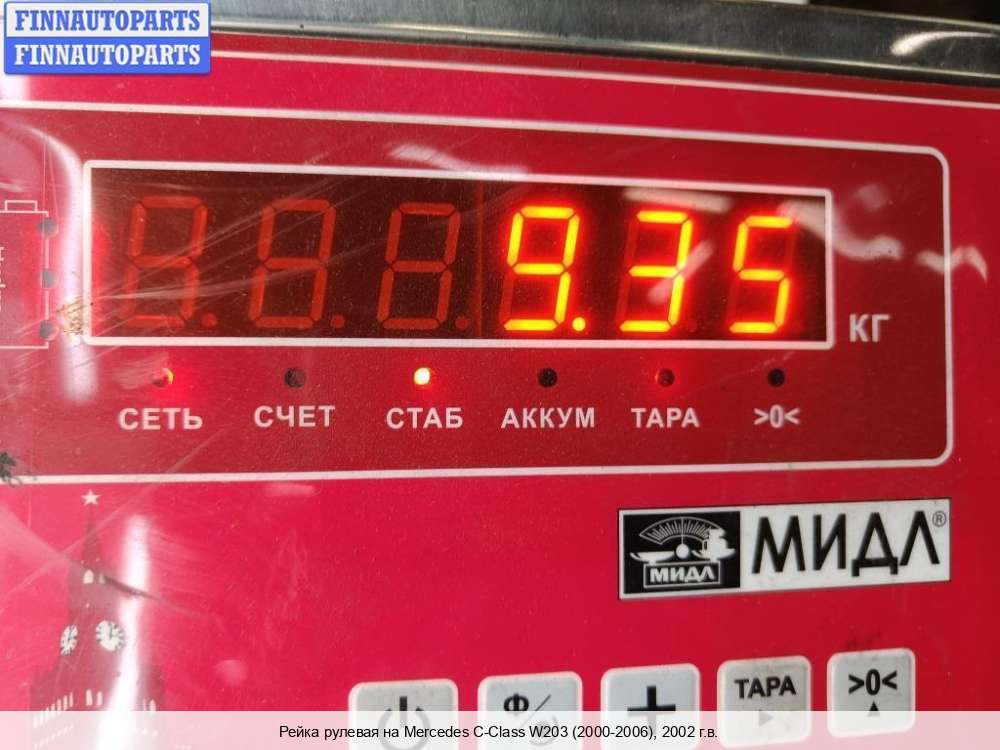 FINNAUTOPARTS
FINNAUTOPARTS
9.35
КГ
СЕТЬ СЧЕТ СТАБ АККУМ ТАРА >0<
МИДЛ МИДЛ®
Ф/ + ТАРА >0<
Рейка рулевая на Mercedes C-Class W203 (2000-2006), 2002 г.в.